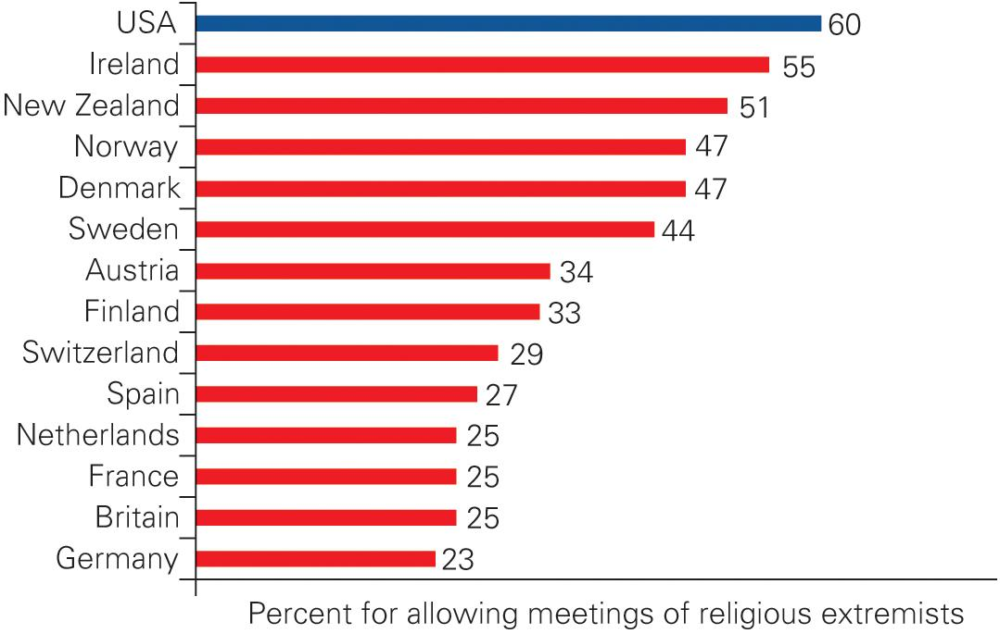 USA 60
Ireland 55
New Zealand 51
Norway 47
Denmark 47
Sweden 44
Austria 34
Finland 33
Switzerland 29
Spain 27
Netherlands 25
France 25
Britain 25
Germany 23
Percent for allowing meetings of religious extremists